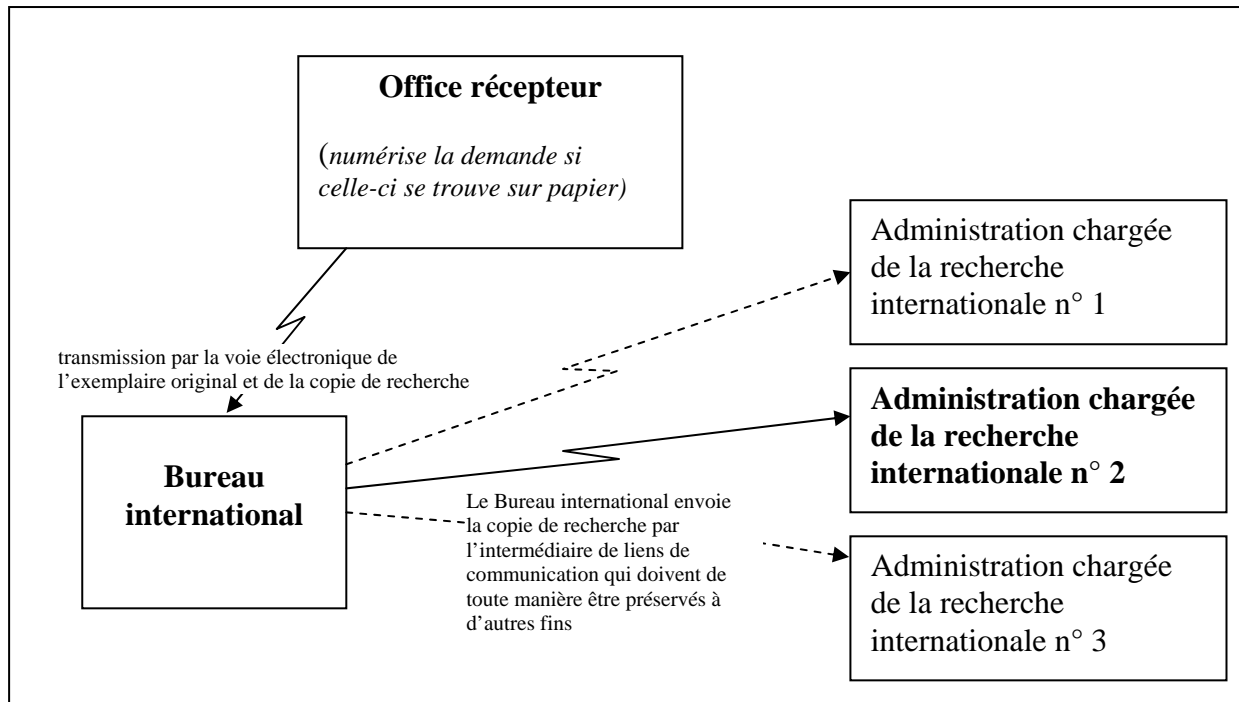 Office récepteur
(numérise la demande si
celle-ci se trouve sur papier)
transmission par la voie électronique de
l’exemplaire original et de la copie de recherche
Bureau
international
Le Bureau international envoie
la copie de recherche par
l’intermédiaire de liens de
communication qui doivent de
toute manière être préservés à
d’autres fins
Administration chargée
de la recherche
internationale n° 1
Administration chargée
de la recherche
internationale n° 2
Administration chargée
de la recherche
internationale n° 3